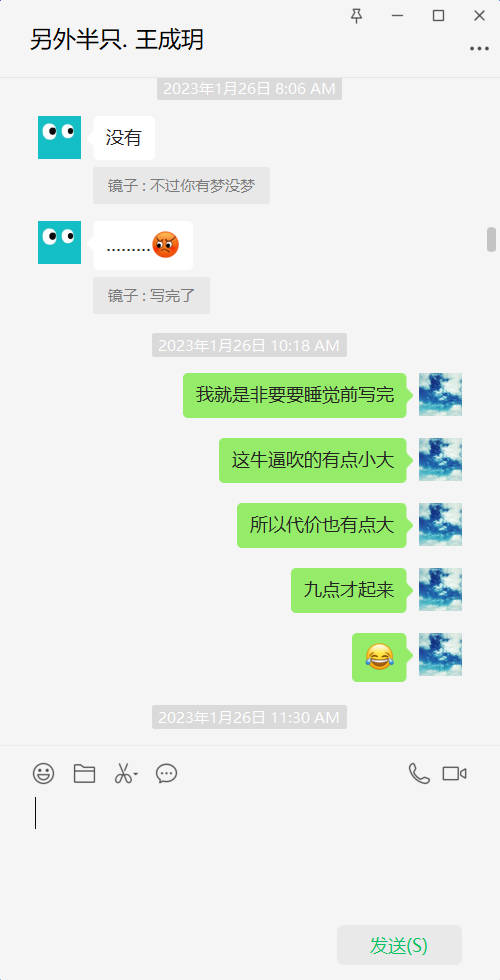 另外半只. 王成玥
2023年1月26日 8:06 AM
没有
镜子 : 不过你有梦没梦
.........
镜子 : 写完了
2023年1月26日 10:18 AM
我就是非要要睡觉前写完
这牛逼吹的有点小大
所以代价也有点大
九点才起来
2023年1月26日 11:30 AM
发送(S)